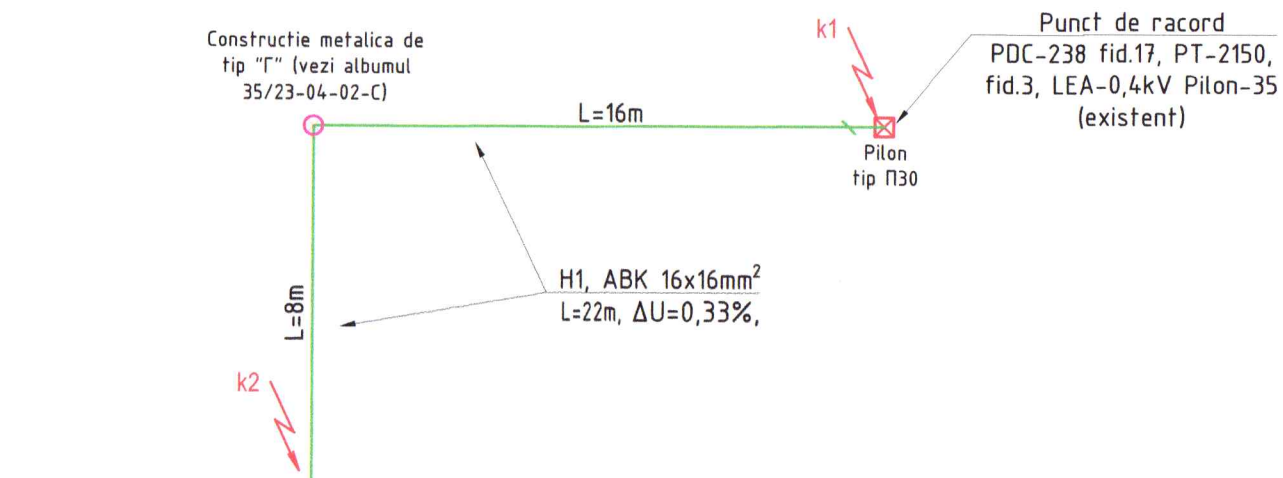 Constructie metalica de
tip "Г" (vezi albumul
35/23-04-02-C)
k1
Punct de racord
PDC-238 fid.17, PT-2150,
fid.3, LEA-0,4kV Pilon-35
(existent)
L=16m
Pilon
tip П30
H1, ABK 16x16mm²
L=22m, ΔU=0,33%,
L=8m
k2